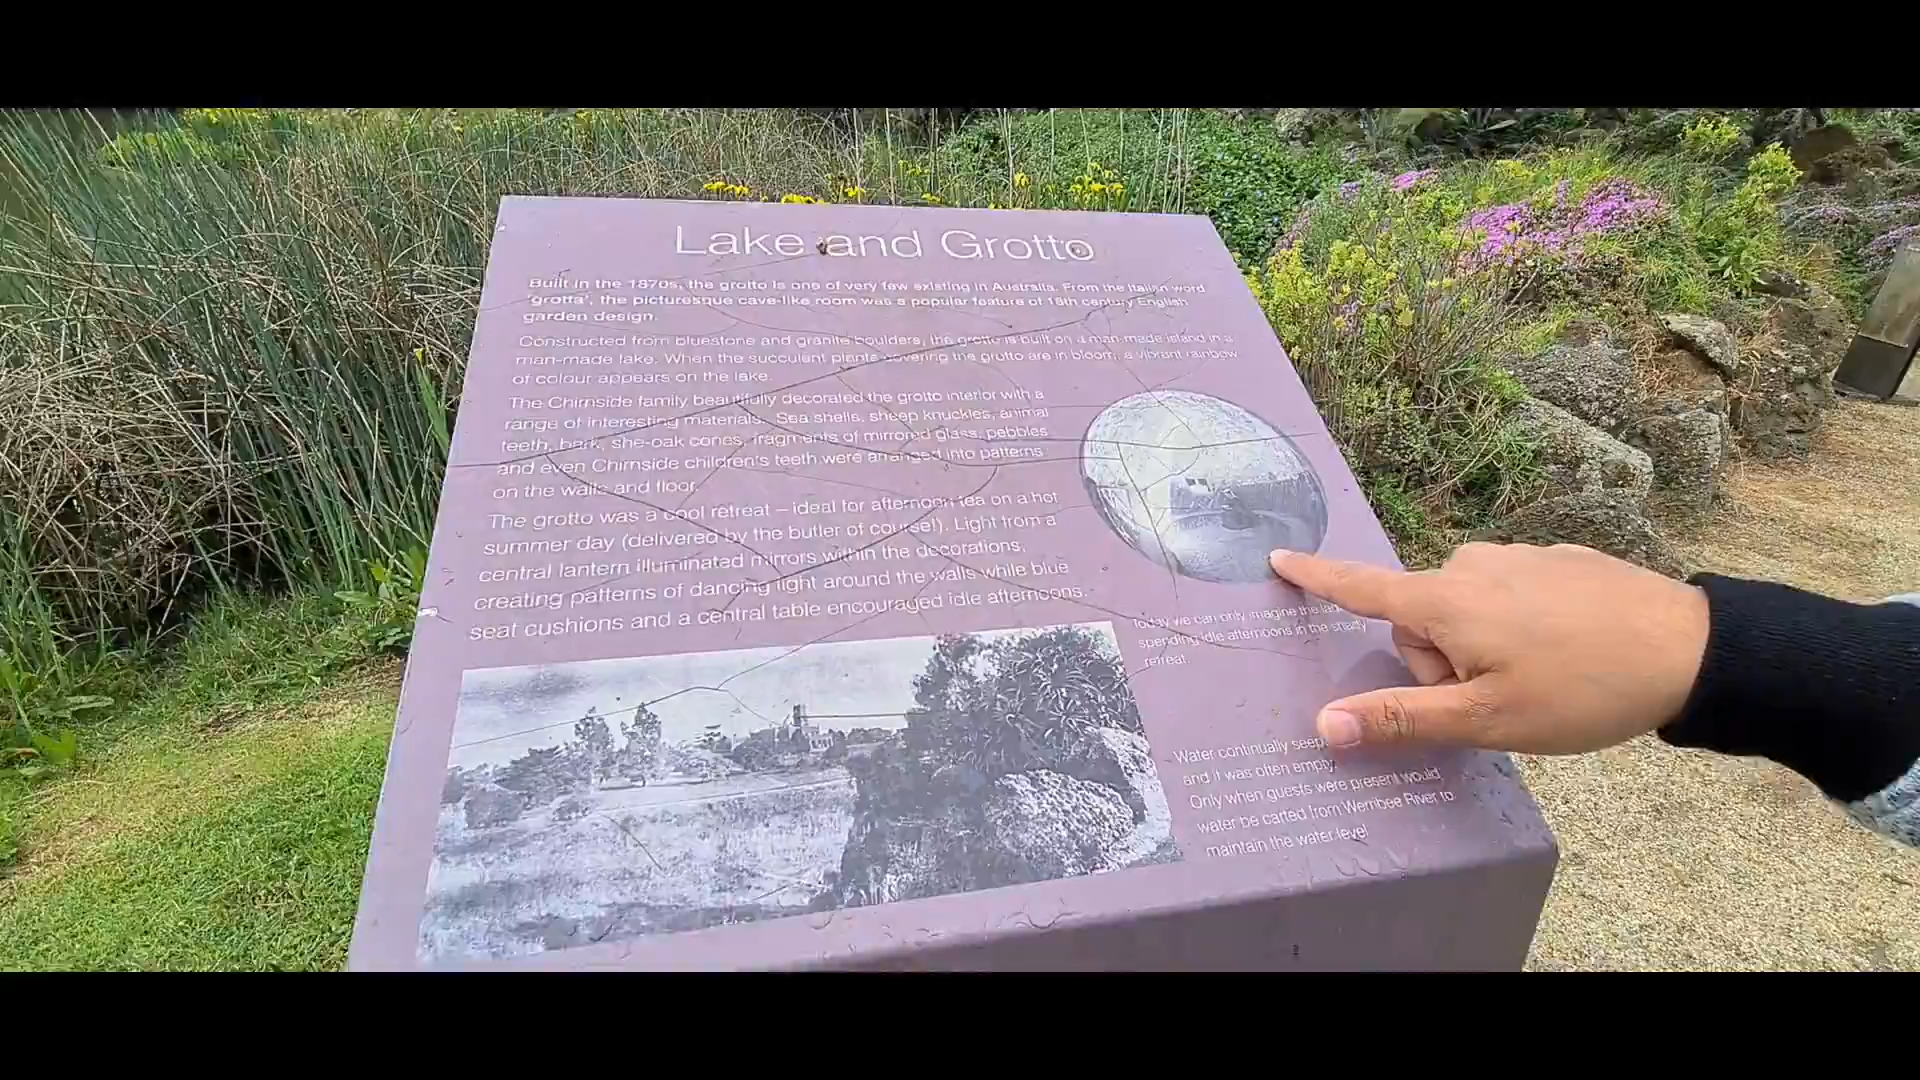 Lake and Grotto
Built in the 1870s, the grotto is one of very few existing in Australia. From the Italian word
'grotta', the picturesque cave-like room was a popular feature of 18th century English
garden design.
Constructed from bluestone and granite boulders, the grotto is built on a man-made island in a
man-made lake. When the succulent plants covering the grotto are in bloom, a vibrant rainbow
of colour appears on the lake.
The Chirnside family beautifully decorated the grotto interior with a
range of interesting materials. Sea shells, sheep knuckles, animal
teeth, bark, she-oak cones, fragments of mirrored glass, pebbles
and even Chirnside children's teeth were arranged into patterns
on the walls and floor.
The grotto was a cool retreat – ideal for afternoon tea on a hot
summer day (delivered by the butler of course!). Light from a
central lantern illuminated mirrors within the decorations,
creating patterns of dancing light around the walls while blue
seat cushions and a central table encouraged idle afternoons.
Today we can only imagine the
spending idle afternoons in the shady
retreat.
Water continually
and it was often empty.
Only when guests were present would
water be carted from Werribee River to
maintain the water level